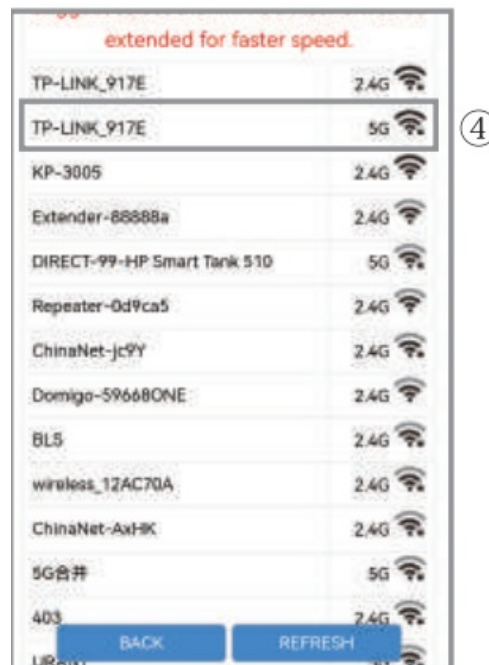 extended for faster speed.
TP-LINK_917E 2.4G
TP-LINK_917E 5G
④
KP-3005 2.4G
Extender-88888a 2.4G
DIRECT-99-HP Smart Tank 510 5G
Repeater-0d9ca5 2.4G
ChinaNet-jc9Y 2.4G
Domigo-59668ONE 2.4G
BL5 2.4G
wireless_12AC70A 2.4G
ChinaNet-AxHK 2.4G
5G合并 5G
403 2.4G
BACK REFRESH